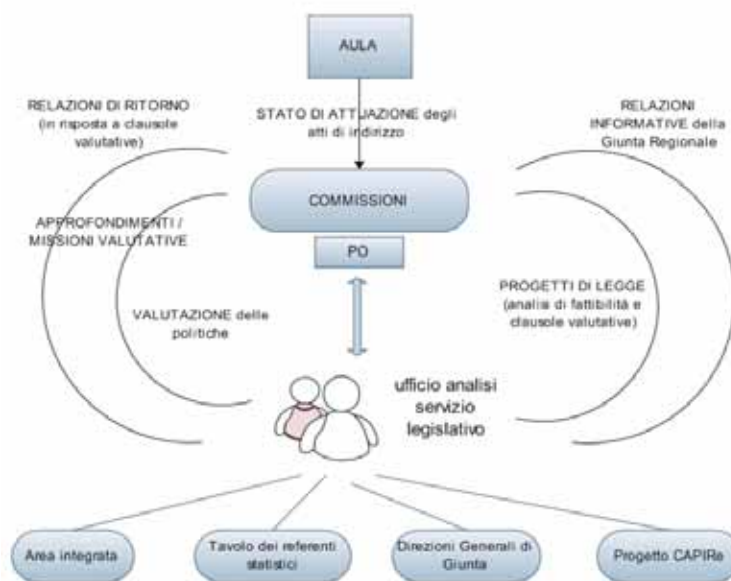 AULA
RELAZIONI DI RITORNO
(in risposta a clausole
valutative)
STATO DI ATTUAZIONE degli
atti di indirizzo
RELAZIONI
INFORMATIVE della
Giunta Regionale
COMMISSIONI
APPROFONDIMENTI /
MISSIONI VALUTATIVE
PO
VALUTAZIONE delle
politiche
PROGETTI DI LEGGE
(analisi di fattibilità e
clausole valutative)
ufficio analisi
servizio
legislativo
Area integrata
Tavolo dei referenti
statistici
Direzioni Generali di
Giunta
Progetto CAPIRe